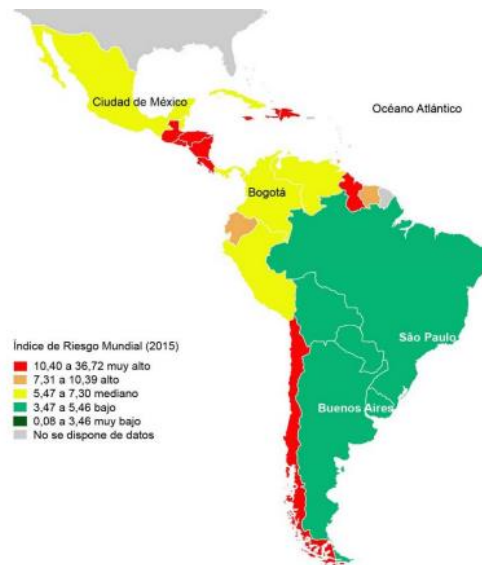 Ciudad de México
Océano Atlántico
Bogotá
São Paulo
Buenos Aires
Índice de Riesgo Mundial (2015)
10,40 a 36,72 muy alto
7,31 a 10,39 alto
5,47 a 7,30 mediano
3,47 a 5,46 bajo
0,08 a 3,46 muy bajo
No se dispone de datos